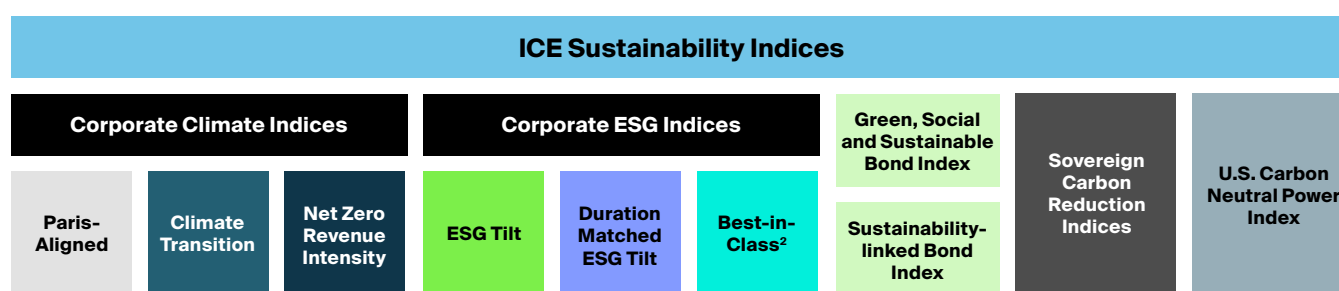 ICE Sustainability Indices
Corporate Climate Indices
Paris-
Aligned
Climate
Transition
Net Zero
Revenue
Intensity
Corporate ESG Indices
ESG Tilt
Duration
Matched
ESG Tilt
Best-in-
Class²
Green, Social
and Sustainable
Bond Index
Sustainability-
linked Bond
Index
Sovereign
Carbon
Reduction
Indices
U.S. Carbon
Neutral Power
Index